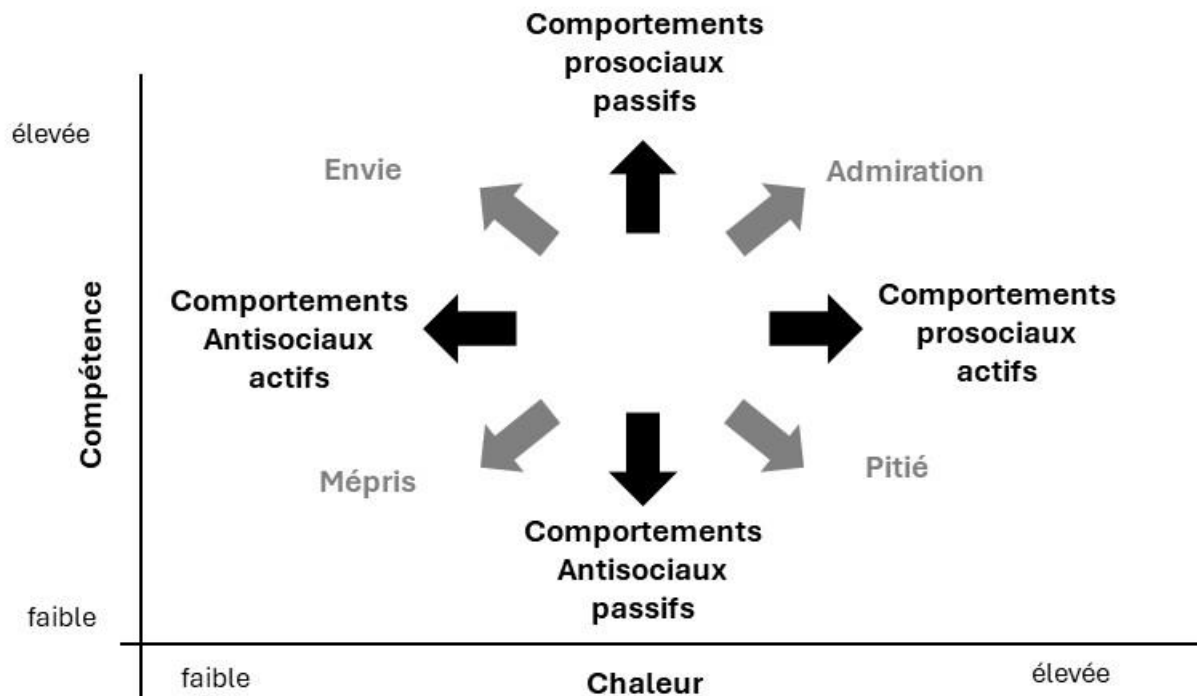 Comportements
prosociaux
passifs
élevée
Envie
Admiration
Compétence
Comportements
Antisociaux
actifs
Comportements
prosociaux
actifs
Mépris
Pitié
Comportements
Antisociaux
passifs
faible
faible
Chaleur
élevée